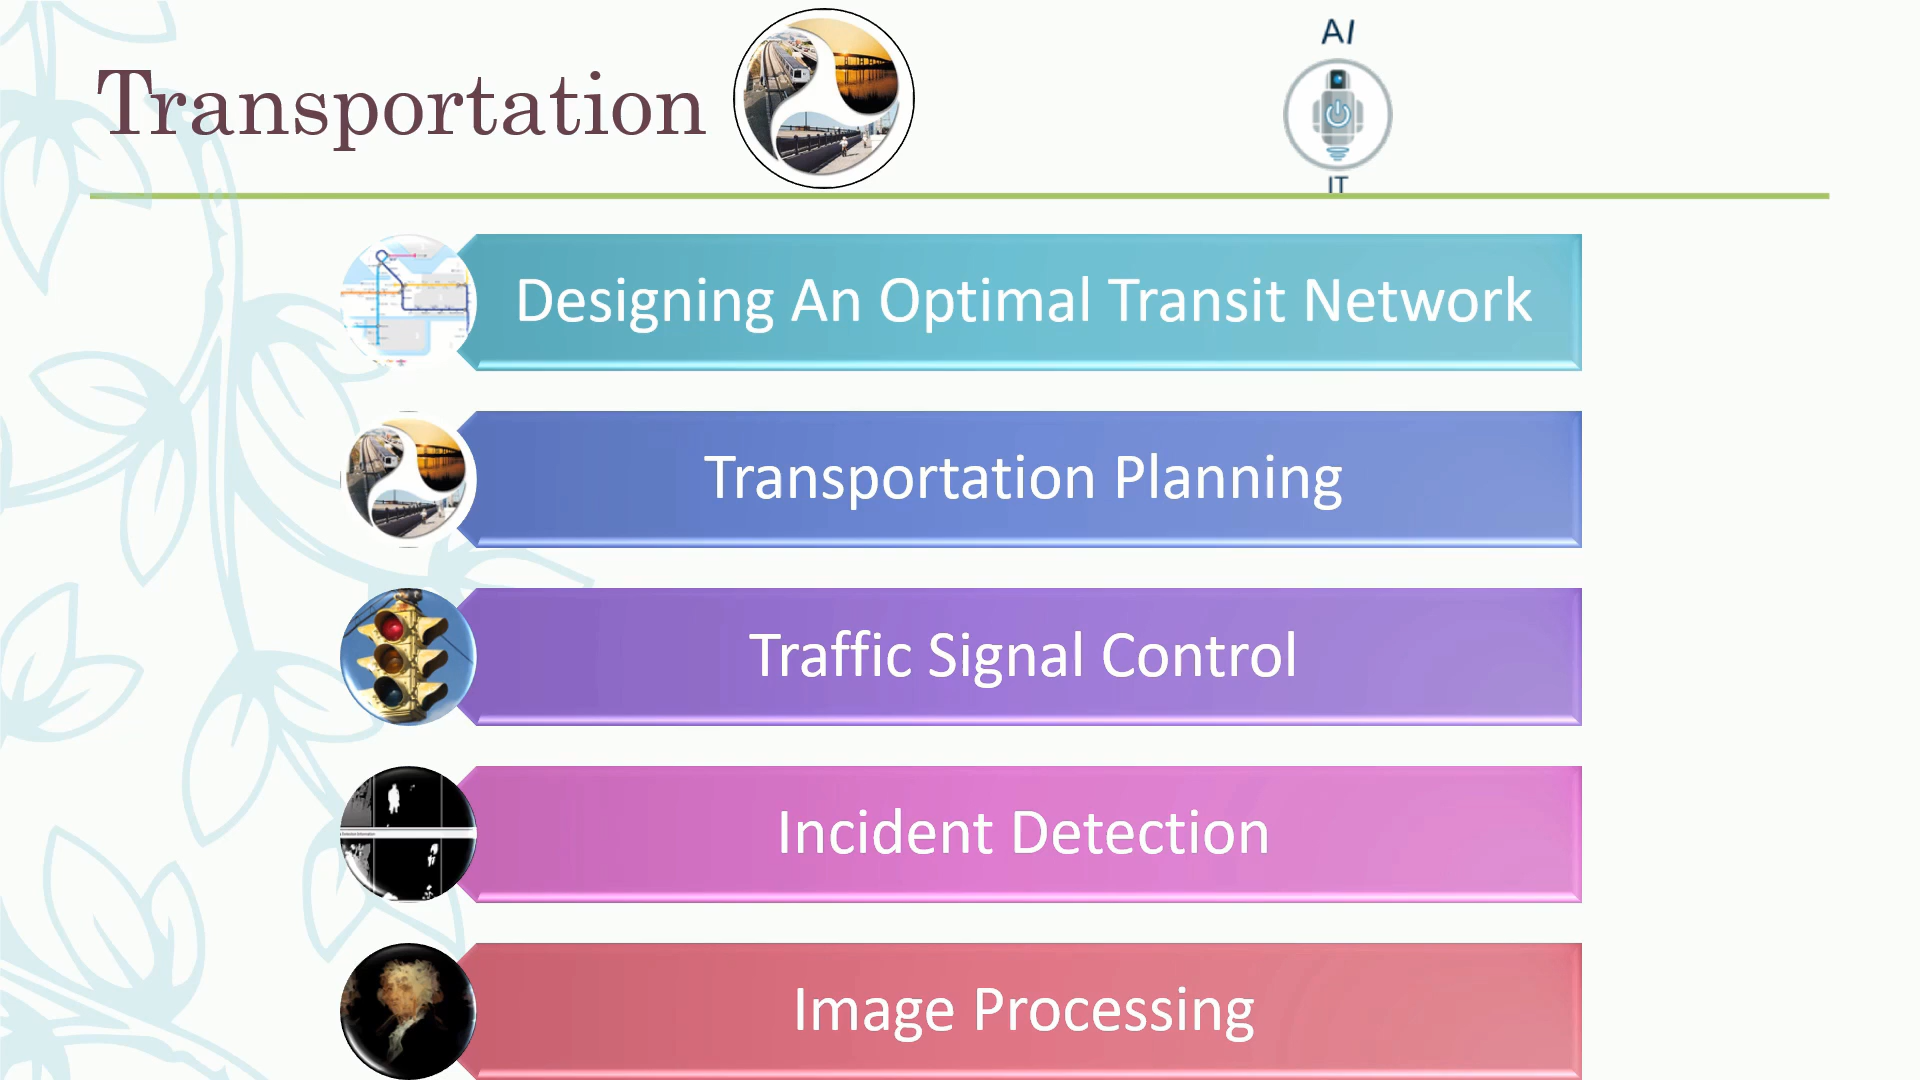 Transportation
AI
IT
Designing An Optimal Transit Network
Transportation Planning
Traffic Signal Control
Incident Detection
Image Processing